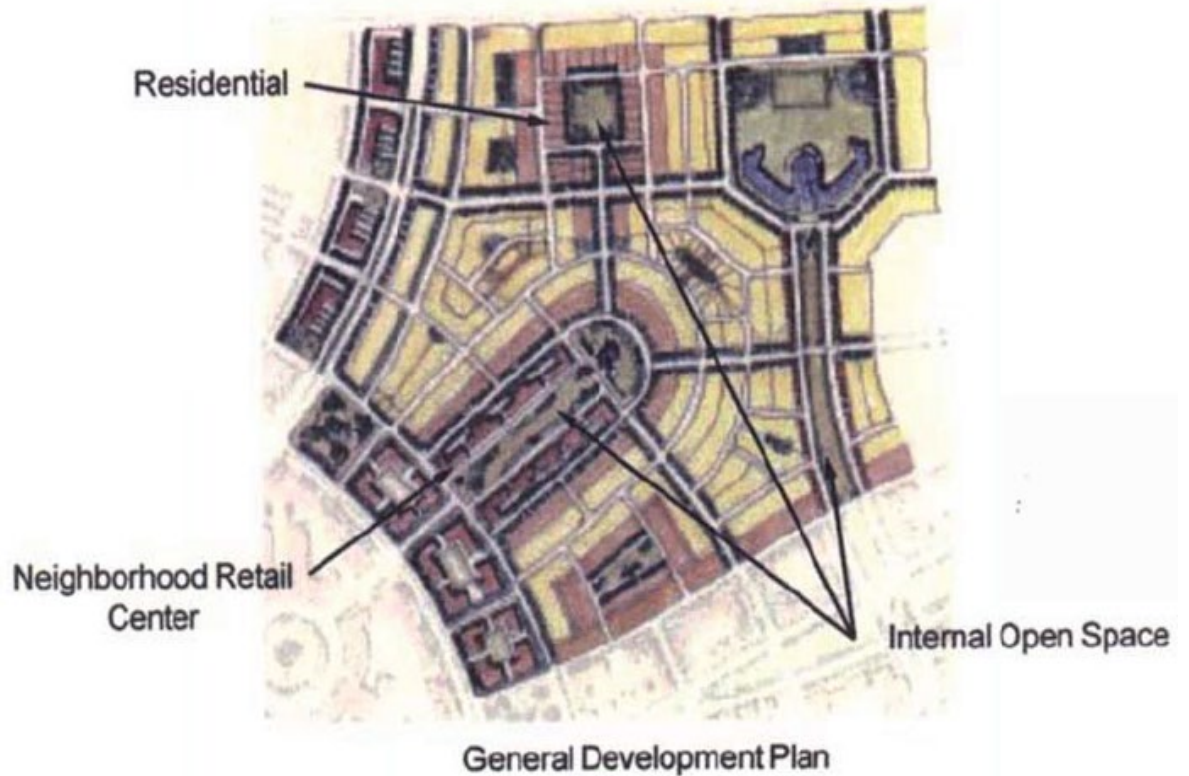 Residential
Neighborhood Retail
Center
Internal Open Space
General Development Plan